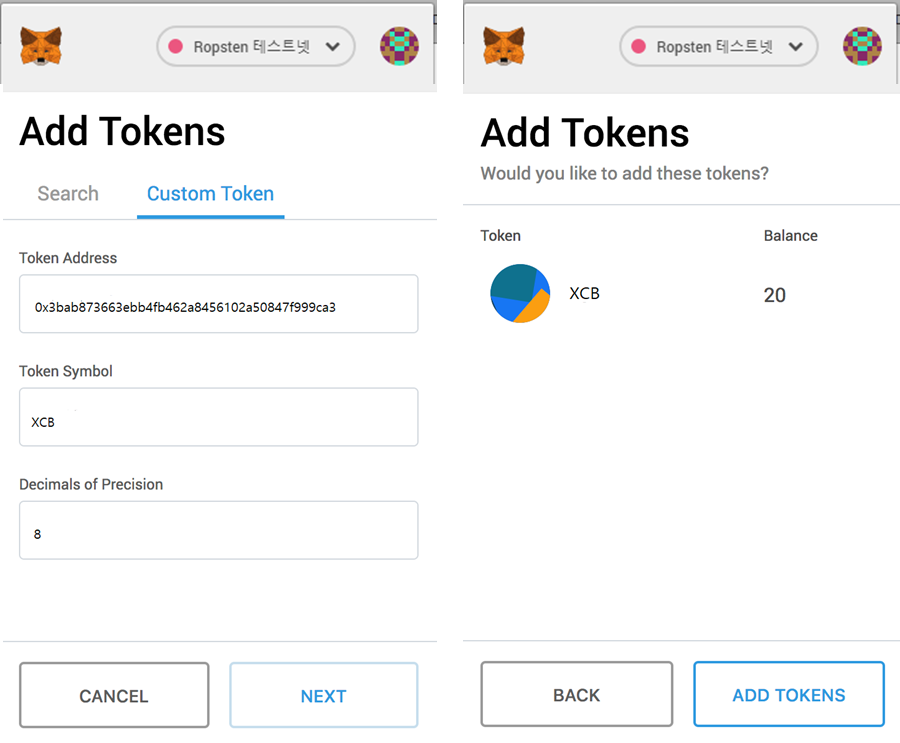 Ropsten 테스트넷
Add Tokens
Search
Custom Token
Token Address
0x3bab873663ebb4fb462a8456102a50847f999ca3
Token Symbol
XCB
Decimals of Precision
8
CANCEL
NEXT
Ropsten 테스트넷
Add Tokens
Would you like to add these tokens?
Token
Balance
XCB
20
BACK
ADD TOKENS